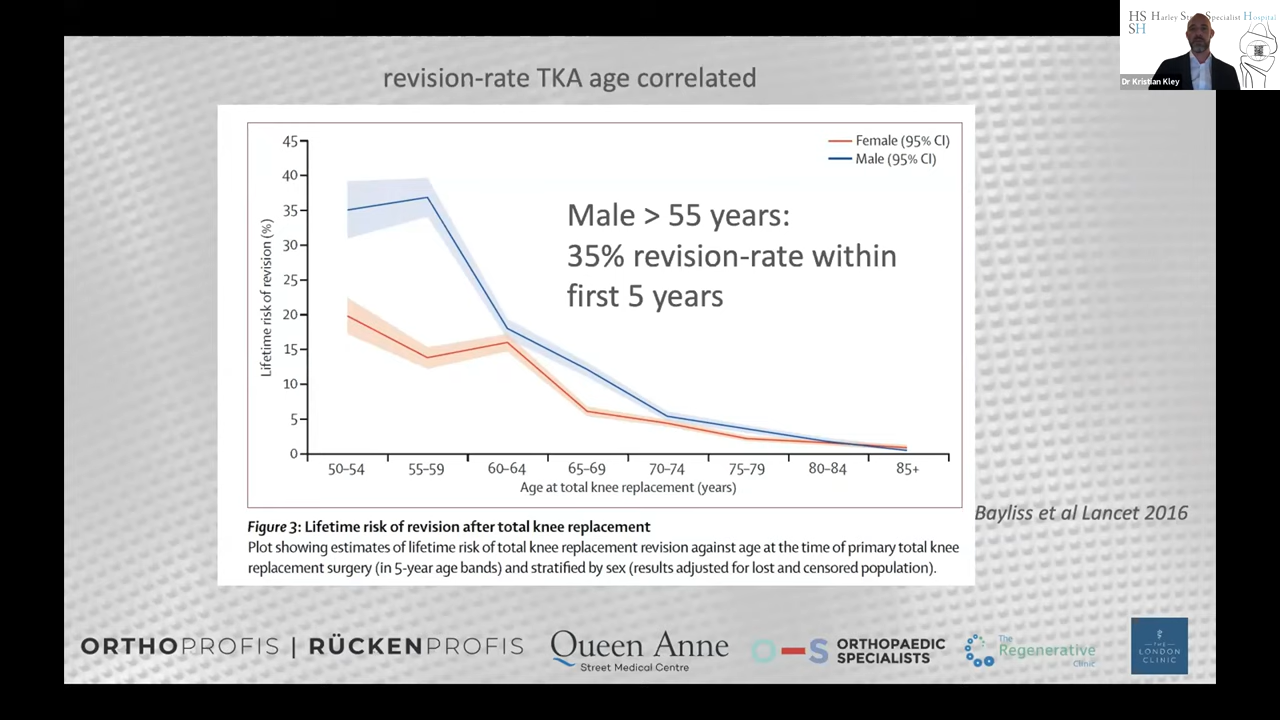 HS Harley Str Specialist Hospital
SH
Dr Kristian Kley
revision-rate TKA age correlated
45
40
35
30
25
20
15
10
5
0
Lifetime risk of revision (%)
Female (95% CI)
Male (95% CI)
Male > 55 years:
35% revision-rate within
first 5 years
50–54 55–59 60–64 65–69 70–74 75–79 80–84 85+
Age at total knee replacement (years)
Bayliss et al Lancet 2016
Figure 3: Lifetime risk of revision after total knee replacement
Plot showing estimates of lifetime risk of total knee replacement revision against age at the time of primary total knee
replacement surgery (in 5-year age bands) and stratified by sex (results adjusted for lost and censored population).
ORTHOPROFIS | RÜCKENPROFIS
Queen Anne
Street Medical Centre
O–S ORTHOPAEDIC
SPECIALISTS
The
Regenerative
Clinic
THE
LONDON
CLINIC